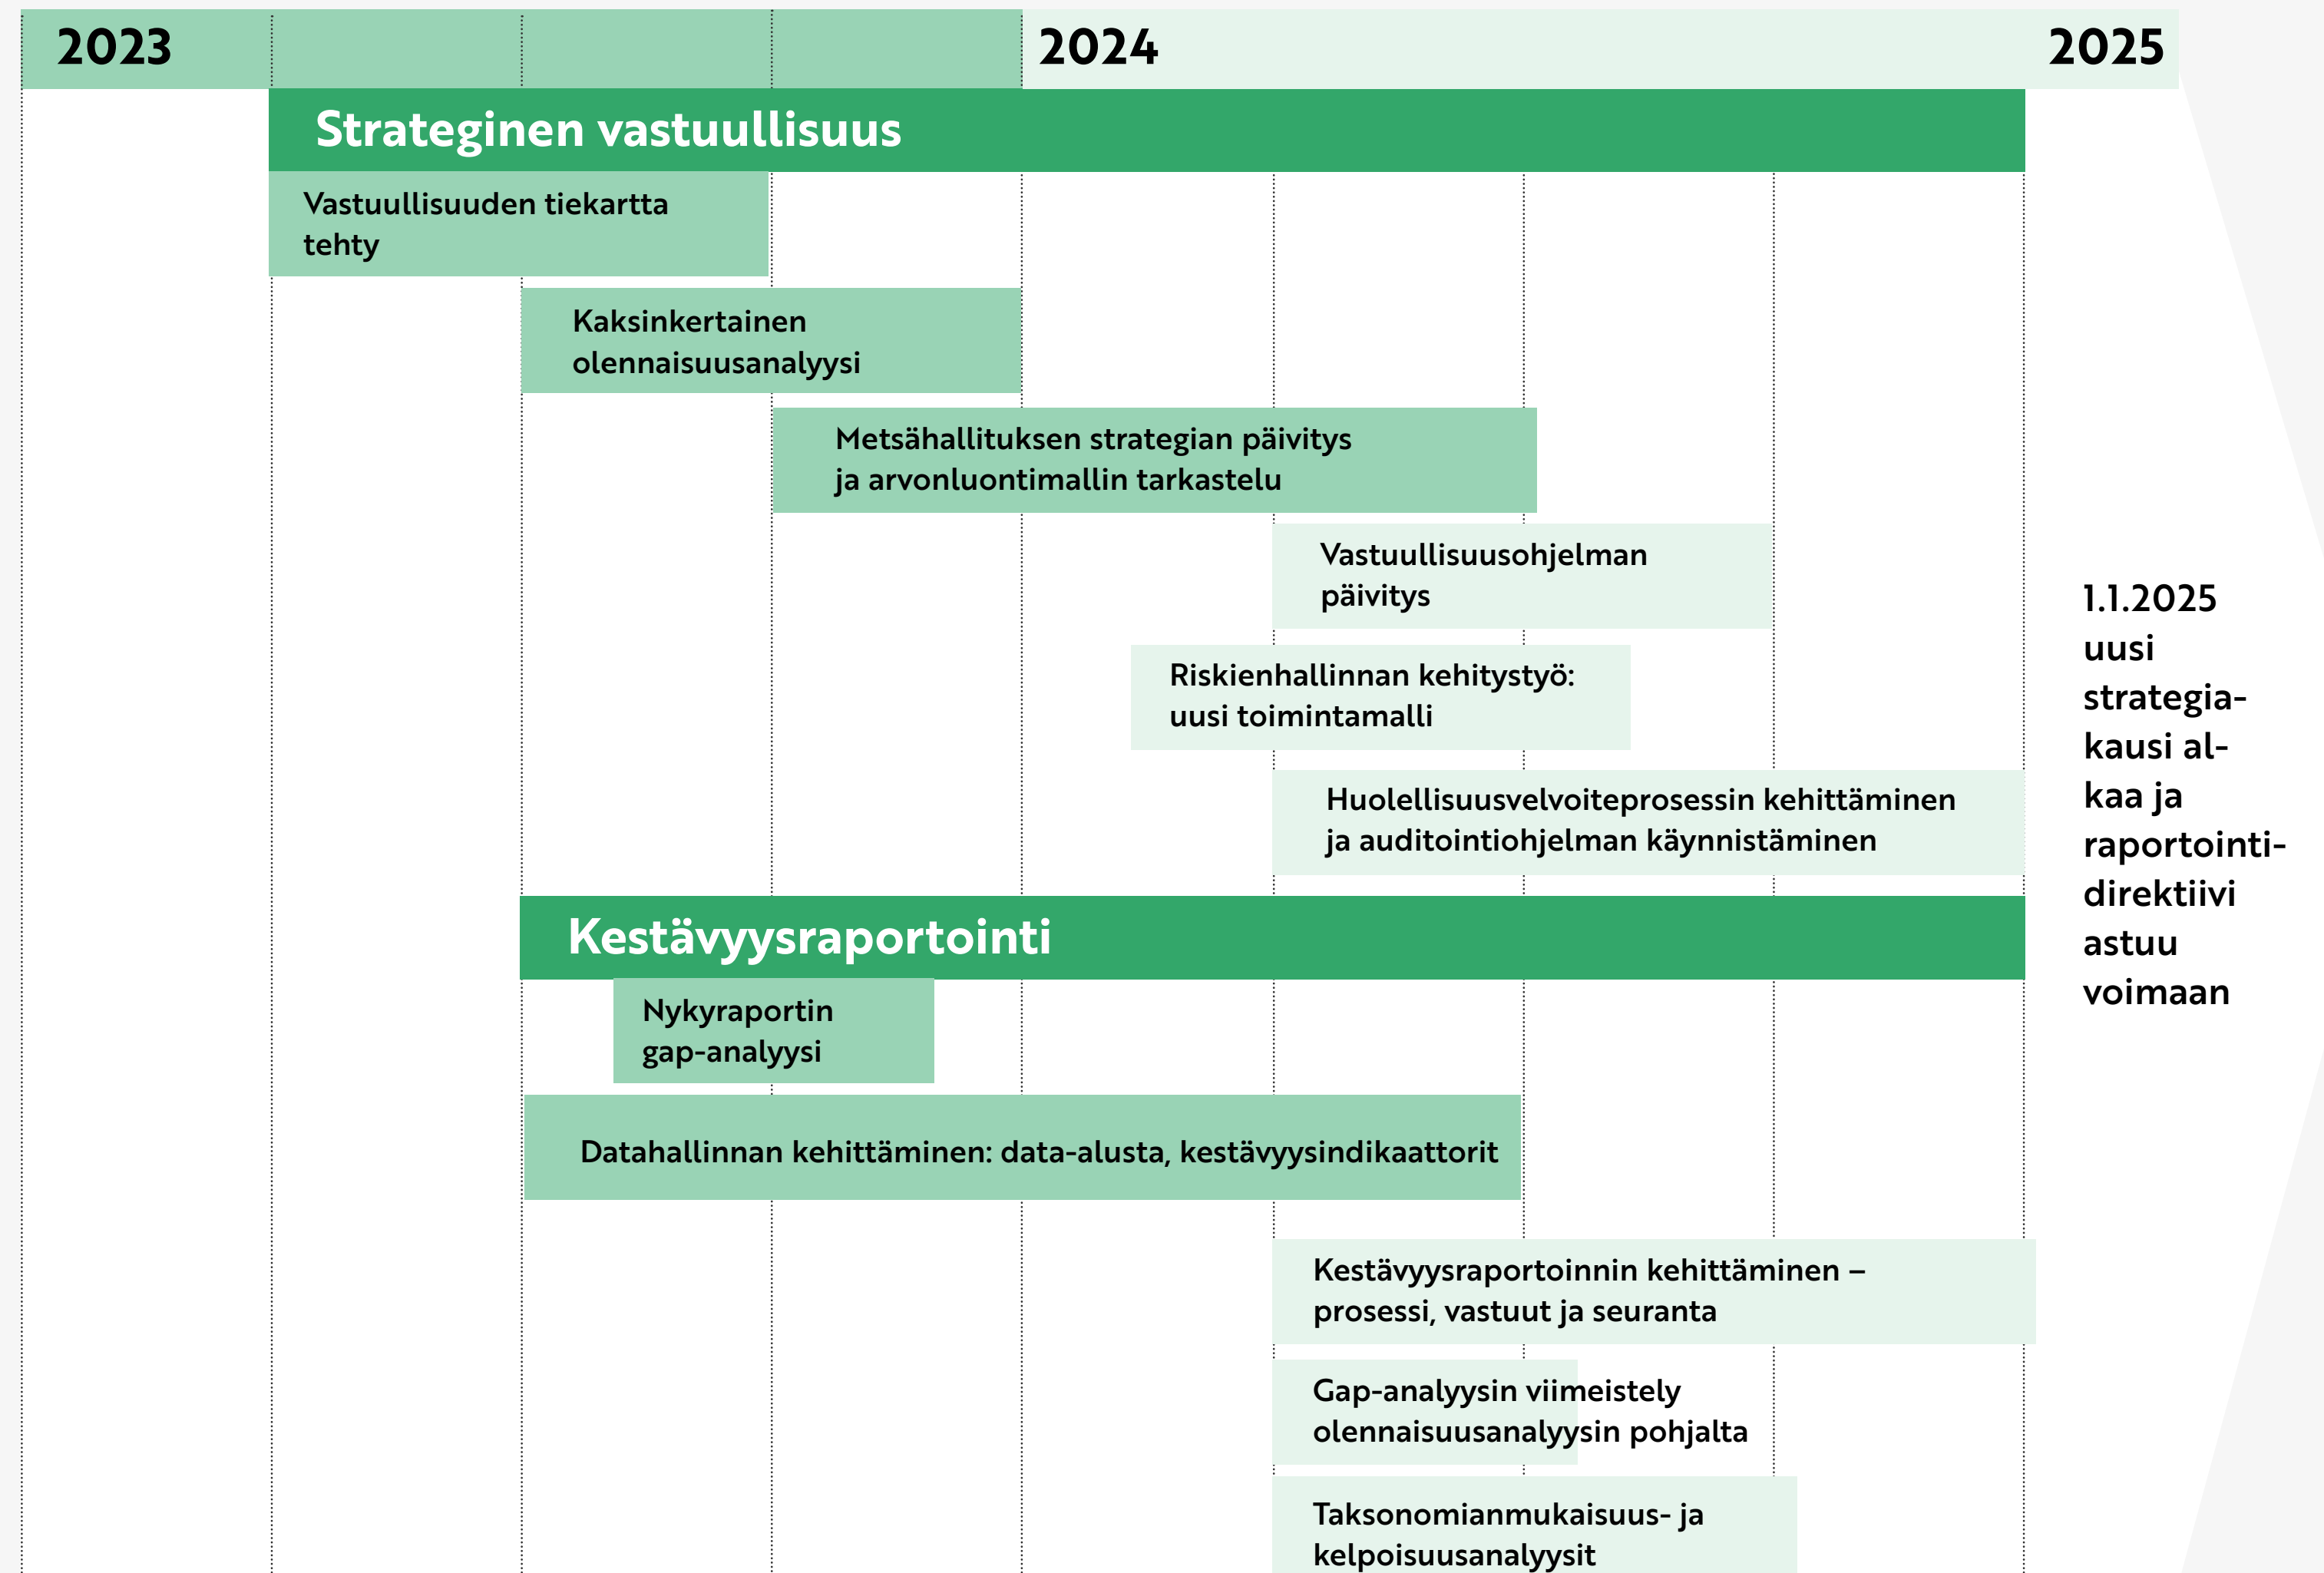 2023
2024
2025
Strateginen vastuullisuus
Vastuullisuuden tiekartta
tehty
Kaksinkertainen
olennaisuusanalyysi
Metsähallituksen strategian päivitys
ja arvonluontimallin tarkastelu
Vastuullisuusohjelman
päivitys
Riskienhallinnan kehitystyö:
uusi toimintamalli
Huolellisuusvelvoiteprosessin kehittäminen
ja auditointiohjelman käynnistäminen
Kestävyysraportointi
Nykyraportin
gap-analyysi
Datahallinnan kehittäminen: data-alusta, kestävyysindikaattorit
Kestävyysraportoinnin kehittäminen –
prosessi, vastuut ja seuranta
Gap-analyysin viimeistely
olennaisuusanalyysin pohjalta
Taksonomianmukaisuus- ja
kelpoisuusanalyysit
1.1.2025
uusi
strategia-
kausi al-
kaa ja
raportointi-
direktiivi
astuu
voimaan